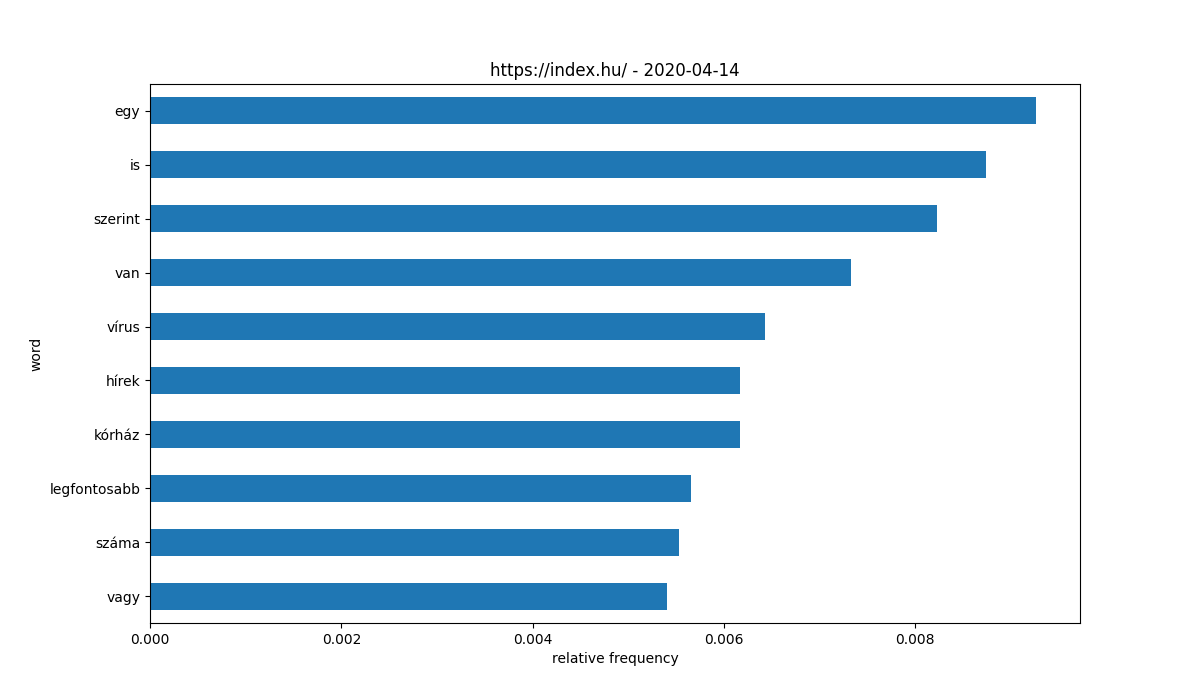 https://index.hu/ - 2020-04-14
egy
is
szerint
van
vírus
hírek
kórház
legfontosabb
száma
vagy
word
0.000 0.002 0.004 0.006 0.008
relative frequency